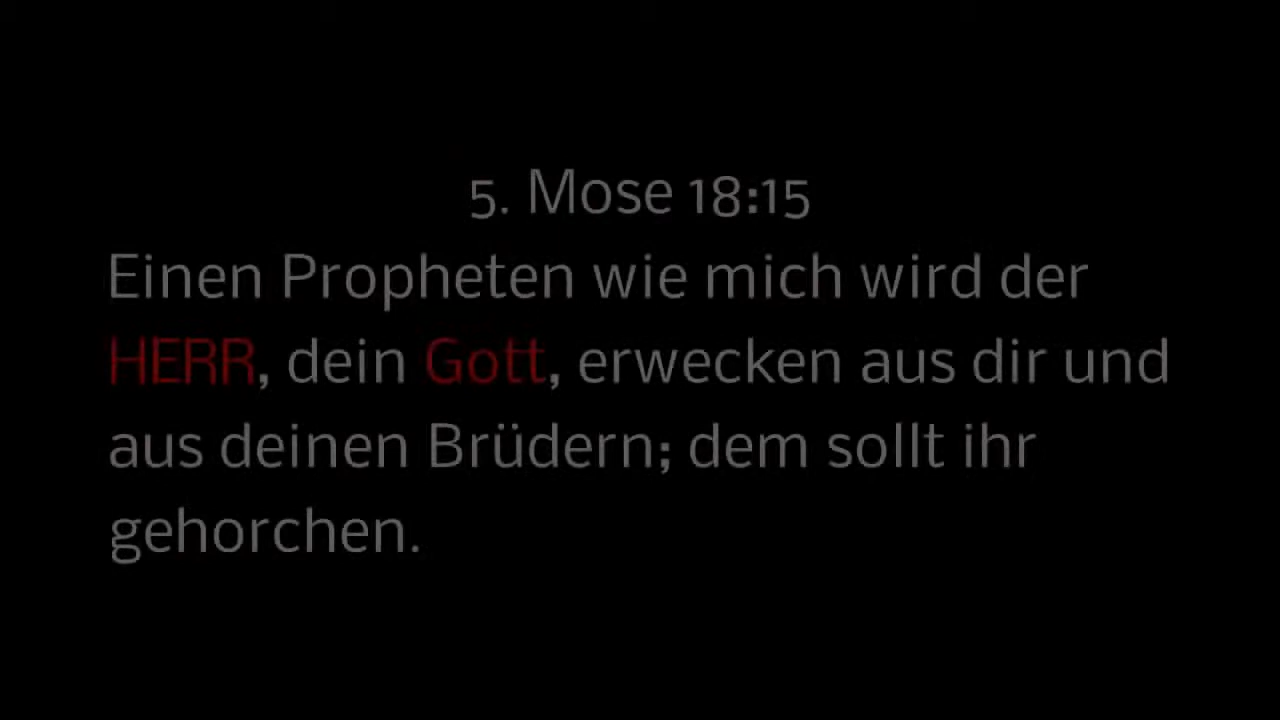 5. Mose 18:15
Einen Propheten wie mich wird der
HERR, dein Gott, erwecken aus dir und
aus deinen Brüdern; dem sollt ihr
gehorchen.